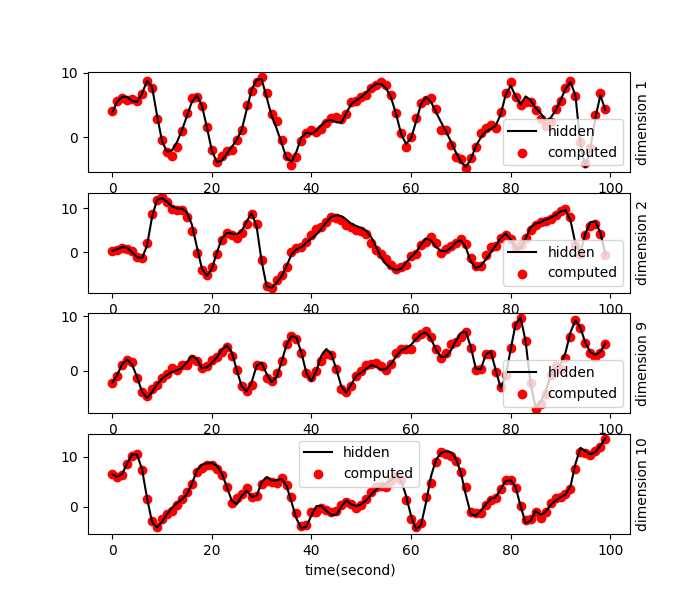 10
0
0 20 40 60 80 100
dimension 1
hidden
computed
10
0
0 20 40 60 80 100
dimension 2
hidden
computed
10
0
0 20 40 60 80 100
dimension 9
hidden
computed
10
0
0 20 40 60 80 100
dimension 10
hidden
computed
time(second)